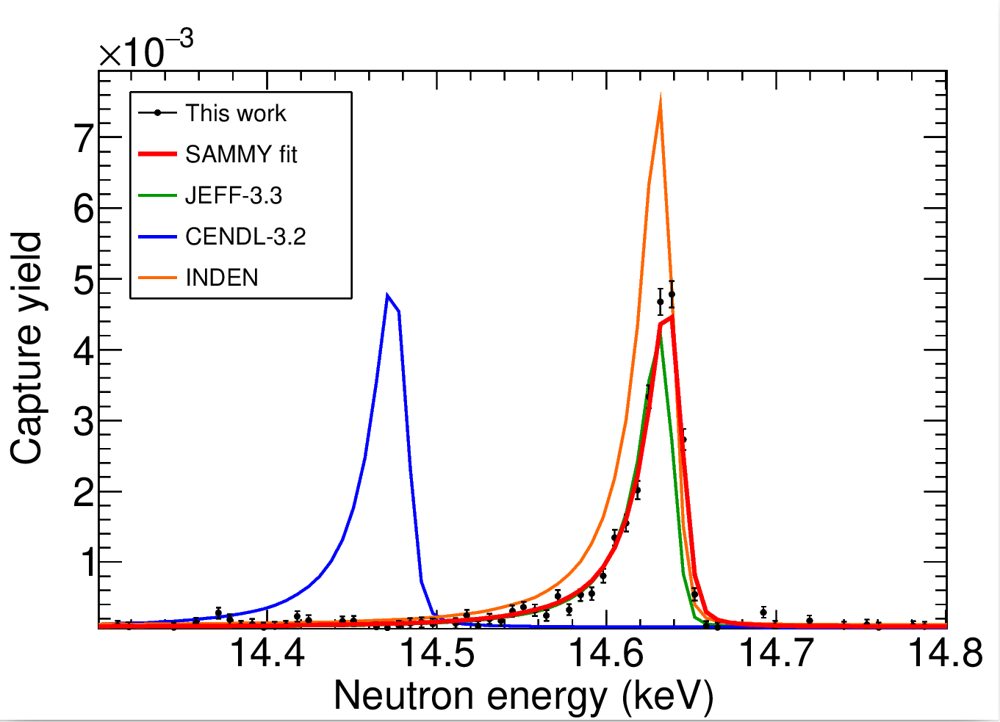 ×10⁻³
This work
SAMMY fit
JEFF-3.3
CENDL-3.2
INDEN
7
6
5
4
3
2
1
Capture yield
14.4 14.5 14.6 14.7 14.8
Neutron energy (keV)